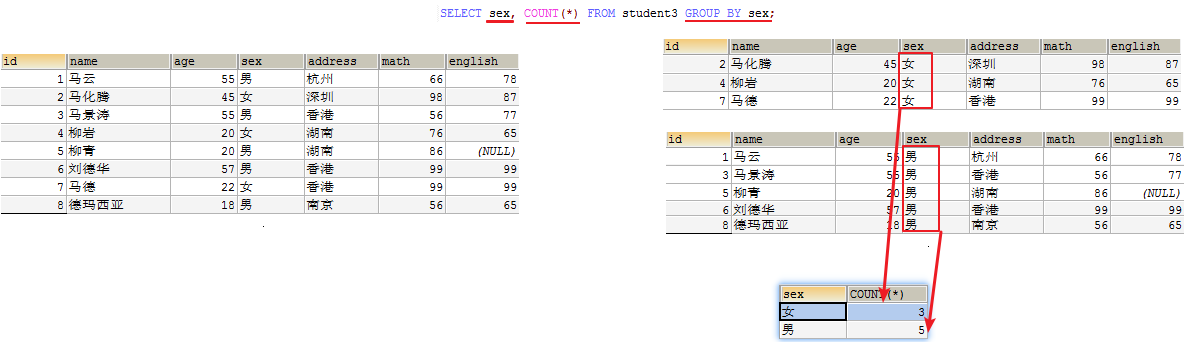 SELECT sex, COUNT(*) FROM student3 GROUP BY sex;
id name age sex address math english
1 马云 55 男 杭州 66 78
2 马化腾 45 女 深圳 98 87
3 马景涛 55 男 香港 56 77
4 柳岩 20 女 湖南 76 65
5 柳青 20 男 湖南 86 (NULL)
6 刘德华 57 男 香港 99 99
7 马德 22 女 香港 99 99
8 德玛西亚 18 男 南京 56 65
id name age sex address math english
2 马化腾 45 女 深圳 98 87
4 柳岩 20 女 湖南 76 65
7 马德 22 女 香港 99 99
id name age sex address math english
1 马云 55 男 杭州 66 78
3 马景涛 55 男 香港 56 77
5 柳青 20 男 湖南 86 (NULL)
6 刘德华 57 男 香港 99 99
8 德玛西亚 18 男 南京 56 65
sex COUNT(*)
女 3
男 5